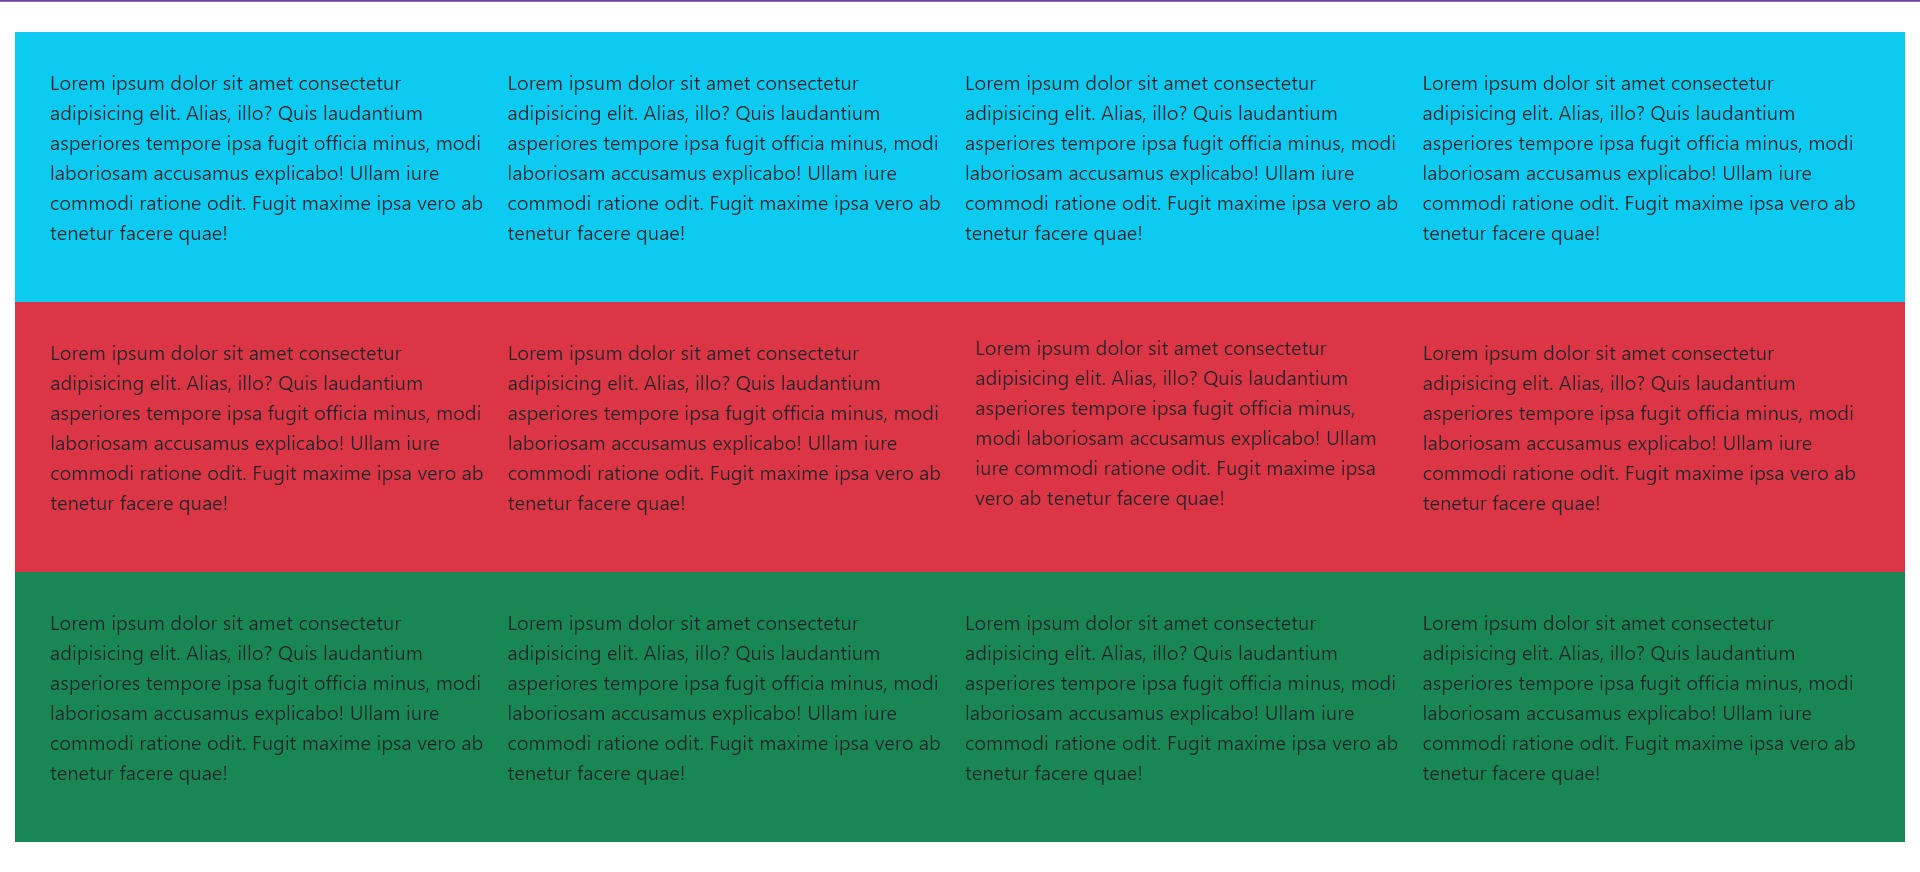 Lorem ipsum dolor sit amet consectetur
adipisicing elit. Alias, illo? Quis laudantium
asperiores tempore ipsa fugit officia minus, modi
laboriosam accusamus explicabo! Ullam iure
commodi ratione odit. Fugit maxime ipsa vero ab
tenetur facere quae!
Lorem ipsum dolor sit amet consectetur
adipisicing elit. Alias, illo? Quis laudantium
asperiores tempore ipsa fugit officia minus, modi
laboriosam accusamus explicabo! Ullam iure
commodi ratione odit. Fugit maxime ipsa vero ab
tenetur facere quae!
Lorem ipsum dolor sit amet consectetur
adipisicing elit. Alias, illo? Quis laudantium
asperiores tempore ipsa fugit officia minus, modi
laboriosam accusamus explicabo! Ullam iure
commodi ratione odit. Fugit maxime ipsa vero ab
tenetur facere quae!
Lorem ipsum dolor sit amet consectetur
adipisicing elit. Alias, illo? Quis laudantium
asperiores tempore ipsa fugit officia minus, modi
laboriosam accusamus explicabo! Ullam iure
commodi ratione odit. Fugit maxime ipsa vero ab
tenetur facere quae!
Lorem ipsum dolor sit amet consectetur
adipisicing elit. Alias, illo? Quis laudantium
asperiores tempore ipsa fugit officia minus, modi
laboriosam accusamus explicabo! Ullam iure
commodi ratione odit. Fugit maxime ipsa vero ab
tenetur facere quae!
Lorem ipsum dolor sit amet consectetur
adipisicing elit. Alias, illo? Quis laudantium
asperiores tempore ipsa fugit officia minus, modi
laboriosam accusamus explicabo! Ullam iure
commodi ratione odit. Fugit maxime ipsa vero ab
tenetur facere quae!
Lorem ipsum dolor sit amet consectetur
adipisicing elit. Alias, illo? Quis laudantium
asperiores tempore ipsa fugit officia minus,
modi laboriosam accusamus explicabo! Ullam
iure commodi ratione odit. Fugit maxime ipsa
vero ab tenetur facere quae!
Lorem ipsum dolor sit amet consectetur
adipisicing elit. Alias, illo? Quis laudantium
asperiores tempore ipsa fugit officia minus, modi
laboriosam accusamus explicabo! Ullam iure
commodi ratione odit. Fugit maxime ipsa vero ab
tenetur facere quae!
Lorem ipsum dolor sit amet consectetur
adipisicing elit. Alias, illo? Quis laudantium
asperiores tempore ipsa fugit officia minus, modi
laboriosam accusamus explicabo! Ullam iure
commodi ratione odit. Fugit maxime ipsa vero ab
tenetur facere quae!
Lorem ipsum dolor sit amet consectetur
adipisicing elit. Alias, illo? Quis laudantium
asperiores tempore ipsa fugit officia minus, modi
laboriosam accusamus explicabo! Ullam iure
commodi ratione odit. Fugit maxime ipsa vero ab
tenetur facere quae!
Lorem ipsum dolor sit amet consectetur
adipisicing elit. Alias, illo? Quis laudantium
asperiores tempore ipsa fugit officia minus, modi
laboriosam accusamus explicabo! Ullam iure
commodi ratione odit. Fugit maxime ipsa vero ab
tenetur facere quae!
Lorem ipsum dolor sit amet consectetur
adipisicing elit. Alias, illo? Quis laudantium
asperiores tempore ipsa fugit officia minus, modi
laboriosam accusamus explicabo! Ullam iure
commodi ratione odit. Fugit maxime ipsa vero ab
tenetur facere quae!